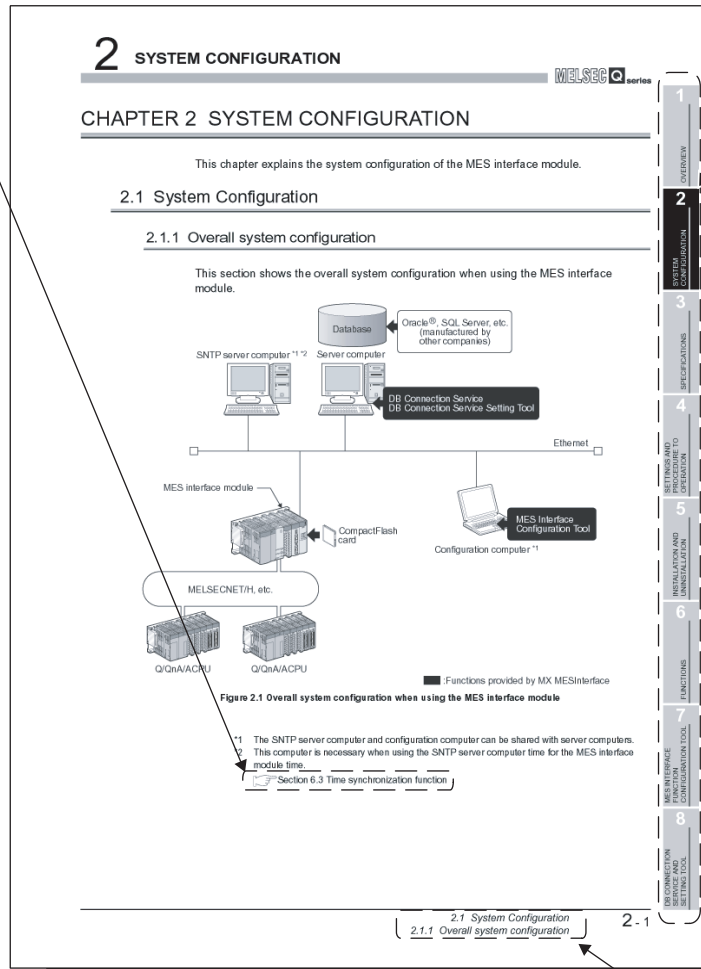 2 SYSTEM CONFIGURATION
MELSEC Q series
CHAPTER 2 SYSTEM CONFIGURATION
This chapter explains the system configuration of the MES interface module.
2.1 System Configuration
2.1.1 Overall system configuration
This section shows the overall system configuration when using the MES interface
module.
Database
Oracle®, SQL Server, etc.
(manufactured by
other companies)
SNTP server computer *1 *2
Server computer
DB Connection Service
DB Connection Service Setting Tool
Ethernet
MES interface module
CompactFlash
card
MES Interface
Configuration Tool
Configuration computer *1
MELSECNET/H, etc.
Q/QnA/ACPU
Q/QnA/ACPU
:Functions provided by MX MESInterface
Figure 2.1 Overall system configuration when using the MES interface module
*1 The SNTP server computer and configuration computer can be shared with server computers.
*2 This computer is necessary when using the SNTP server computer time for the MES interface
module time.
Section 6.3 Time synchronization function
2.1 System Configuration
2.1.1 Overall system configuration
2 - 1
1
OVERVIEW
2
SYSTEM
CONFIGURATION
3
SPECIFICATIONS
4
SETTINGS AND
PROCEDURE TO
OPERATION
5
INSTALLATION AND
UNINSTALLATION
6
FUNCTIONS
7
MES INTERFACE
FUNCTION
CONFIGURATION TOOL
8
DB CONNECTION
SERVICE AND
SETTING TOOL